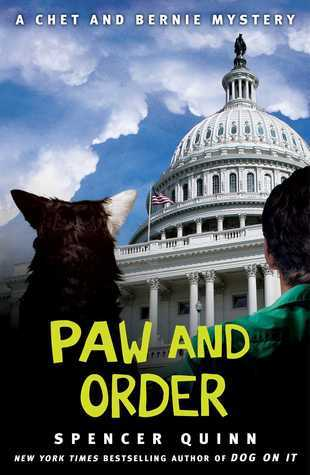 A CHET AND BERNIE MYSTERY
PAW AND
ORDER
SPENCER QUINN
NEW YORK TIMES BESTSELLING AUTHOR OF DOG ON IT